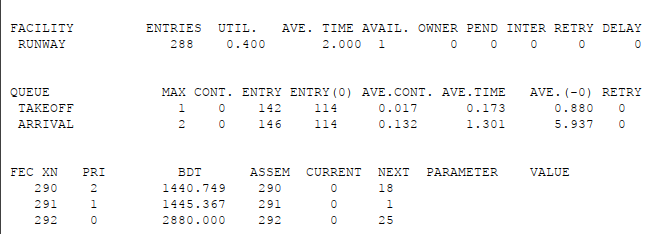 FACILITY ENTRIES UTIL. AVE. TIME AVAIL. OWNER PEND INTER RETRY DELAY
RUNWAY 288 0.400 2.000 1 0 0 0 0 0
QUEUE MAX CONT. ENTRY ENTRY(0) AVE.CONT. AVE.TIME AVE.(-0) RETRY
TAKEOFF 1 0 142 114 0.017 0.173 0.880 0
ARRIVAL 2 0 146 114 0.132 1.301 5.937 0
FEC XN PRI BDT ASSEM CURRENT NEXT PARAMETER VALUE
290 2 1440.749 290 0 18
291 1 1445.367 291 0 1
292 0 2880.000 292 0 25